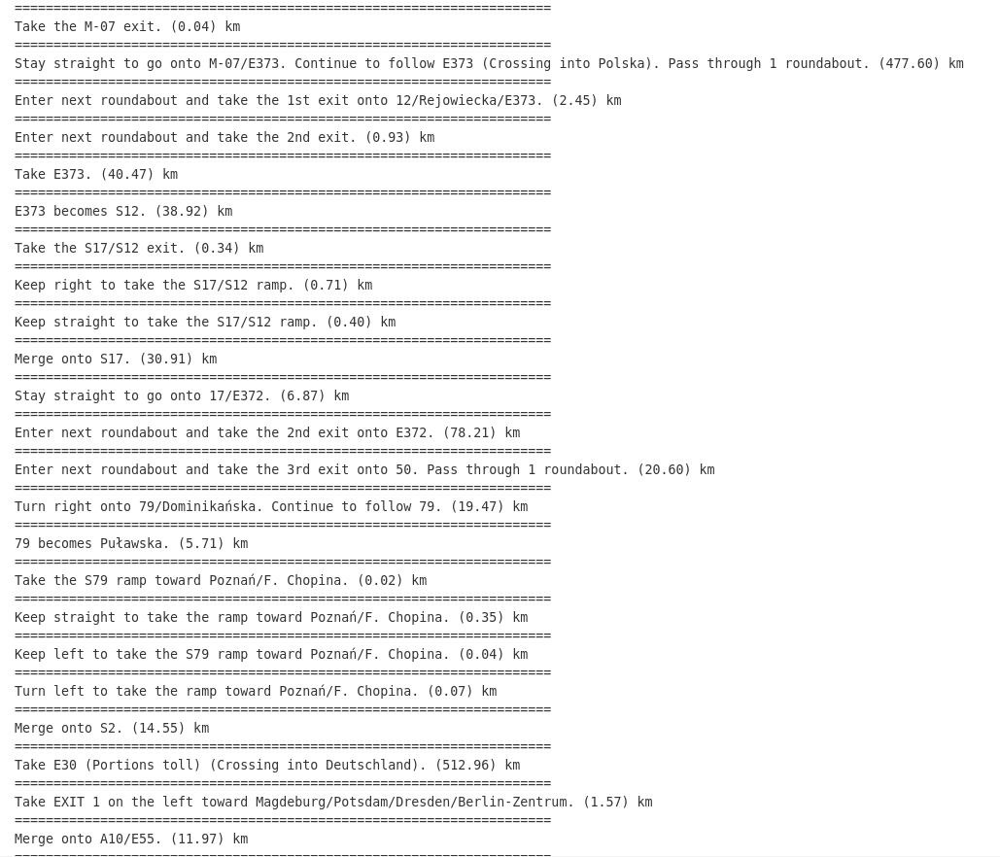 =====================================================================
Take the M-07 exit. (0.04) km
=====================================================================
Stay straight to go onto M-07/E373. Continue to follow E373 (Crossing into Polska). Pass through 1 roundabout. (477.60) km
=====================================================================
Enter next roundabout and take the 1st exit onto 12/Rejowiecka/E373. (2.45) km
=====================================================================
Enter next roundabout and take the 2nd exit. (0.93) km
=====================================================================
Take E373. (40.47) km
=====================================================================
E373 becomes S12. (38.92) km
=====================================================================
Take the S17/S12 exit. (0.34) km
=====================================================================
Keep right to take the S17/S12 ramp. (0.71) km
=====================================================================
Keep straight to take the S17/S12 ramp. (0.40) km
=====================================================================
Merge onto S17. (30.91) km
=====================================================================
Stay straight to go onto 17/E372. (6.87) km
=====================================================================
Enter next roundabout and take the 2nd exit onto E372. (78.21) km
=====================================================================
Enter next roundabout and take the 3rd exit onto 50. Pass through 1 roundabout. (20.60) km
=====================================================================
Turn right onto 79/Dominikańska. Continue to follow 79. (19.47) km
=====================================================================
79 becomes Puławska. (5.71) km
=====================================================================
Take the S79 ramp toward Poznań/F. Chopina. (0.02) km
=====================================================================
Keep straight to take the ramp toward Poznań/F. Chopina. (0.35) km
=====================================================================
Keep left to take the S79 ramp toward Poznań/F. Chopina. (0.04) km
=====================================================================
Turn left to take the ramp toward Poznań/F. Chopina. (0.07) km
=====================================================================
Merge onto S2. (14.55) km
=====================================================================
Take E30 (Portions toll) (Crossing into Deutschland). (512.96) km
=====================================================================
Take EXIT 1 on the left toward Magdeburg/Potsdam/Dresden/Berlin-Zentrum. (1.57) km
=====================================================================
Merge onto A10/E55. (11.97) km
=====================================================================